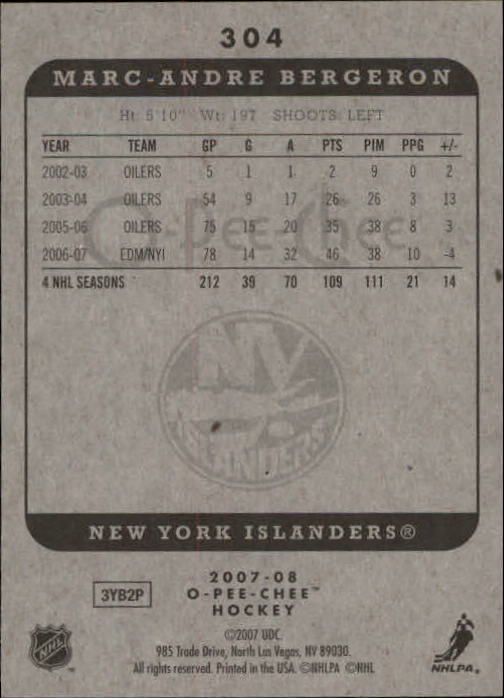 304
MARC-ANDRE BERGERON
Ht: 5'10" Wt: 197 SHOOTS: LEFT
YEAR TEAM GP G A PTS PIM PPG +/-
2002-03 OILERS 5 1 1 2 9 0 2
2003-04 OILERS 54 9 17 26 26 3 13
2005-06 OILERS 75 15 20 35 38 8 3
2006-07 EDM/NYI 78 14 32 46 38 10 -4
4 NHL SEASONS 212 39 70 109 111 21 14
O-Pee-Chee
NY
ISLANDERS
NEW YORK ISLANDERS®
2007-08
3YB2P
O-PEE-CHEE™
HOCKEY
©2007 UDC.
985 Trade Drive, North Las Vegas, NV 89030.
All rights reserved. Printed in the USA. ©NHLPA ©NHL
NHL
NHLPA